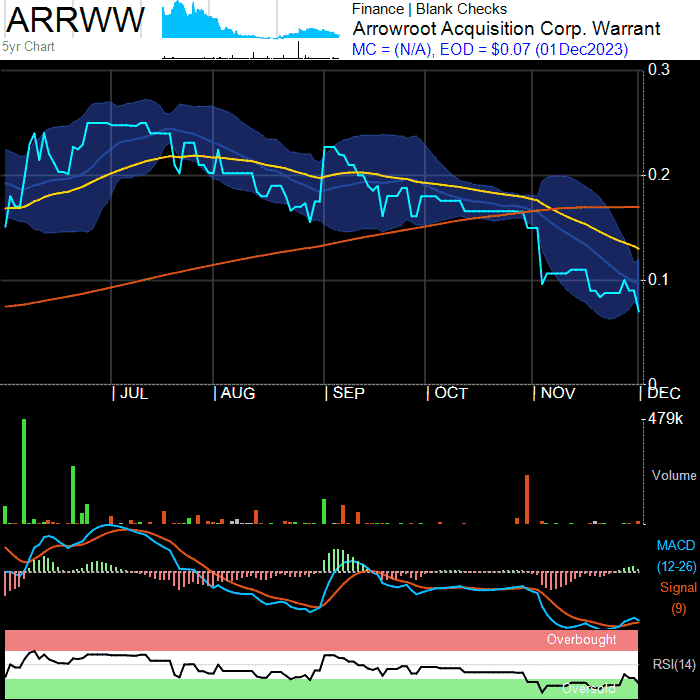 ARRWW
5yr Chart
Finance | Blank Checks
Arrowroot Acquisition Corp. Warrant
MC = (N/A), EOD = $0.07 (01Dec2023)
0.3
0.2
0.1
0
JUL
AUG
SEP
OCT
NOV
DEC
479k
Volume
MACD
(12-26)
Signal
(9)
Overbought
RSI(14)
Oversold